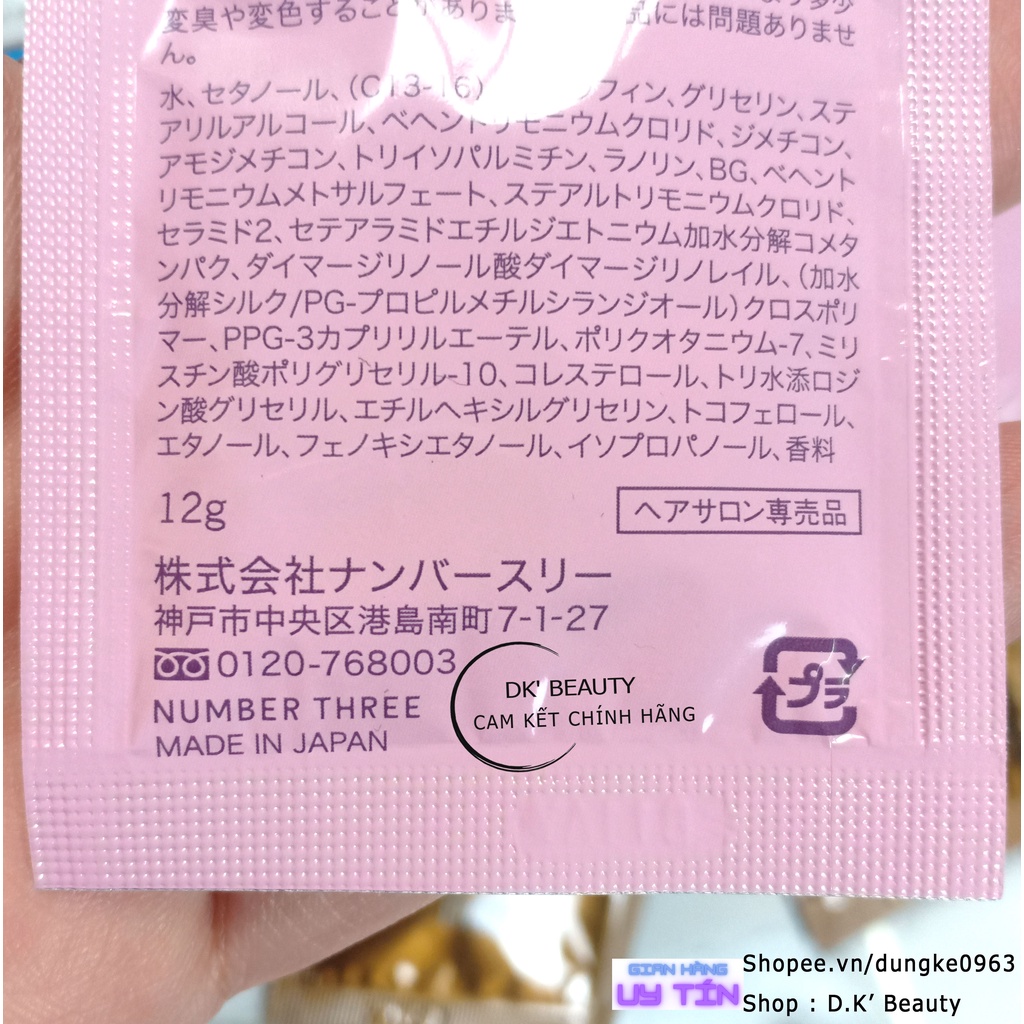 変臭や変色することがありま 品には問題ありませ
ん。
水、セタノール、(C13-16) フィン、グリセリン、ステ
アリルアルコール、ベヘントリモニウムクロリド、ジメチコン、
アモジメチコン、トリイソパルミチン、ラノリン、BG、ベヘント
リモニウムメトサルフェート、ステアルトリモニウムクロリド、
セラミド2、セテアラミドエチルジエトニウム加水分解コメタ
ンパク、ダイマージリノール酸ダイマージリノレイル、(加水
分解シルク/PG-プロピルメチルシランジオール)クロスポリ
マー、PPG-3カプリリルエーテル、ポリクオタニウム-7、ミリ
スチン酸ポリグリセリル-10、コレステロール、トリ水添ロジ
ン酸グリセリル、エチルヘキシルグリセリン、トコフェロール、
エタノール、フェノキシエタノール、イソプロパノール、香料
12g
ヘアサロン専売品
株式会社ナンバースリー
神戸市中央区港島南町7-1-27
0120-768003
NUMBER THREE
MADE IN JAPAN
プラ
DK' BEAUTY
CAM KẾT CHÍNH HÃNG
GIAN HÀNG
UY TÍN
Shopee.vn/dungke0963
Shop : D.K’ Beauty